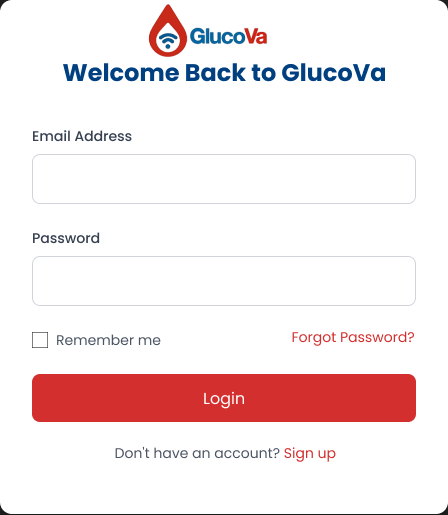 GlucoVa
Welcome Back to GlucoVa
Email Address
Password
Remember me
Forgot Password?
Login
Don't have an account? Sign up